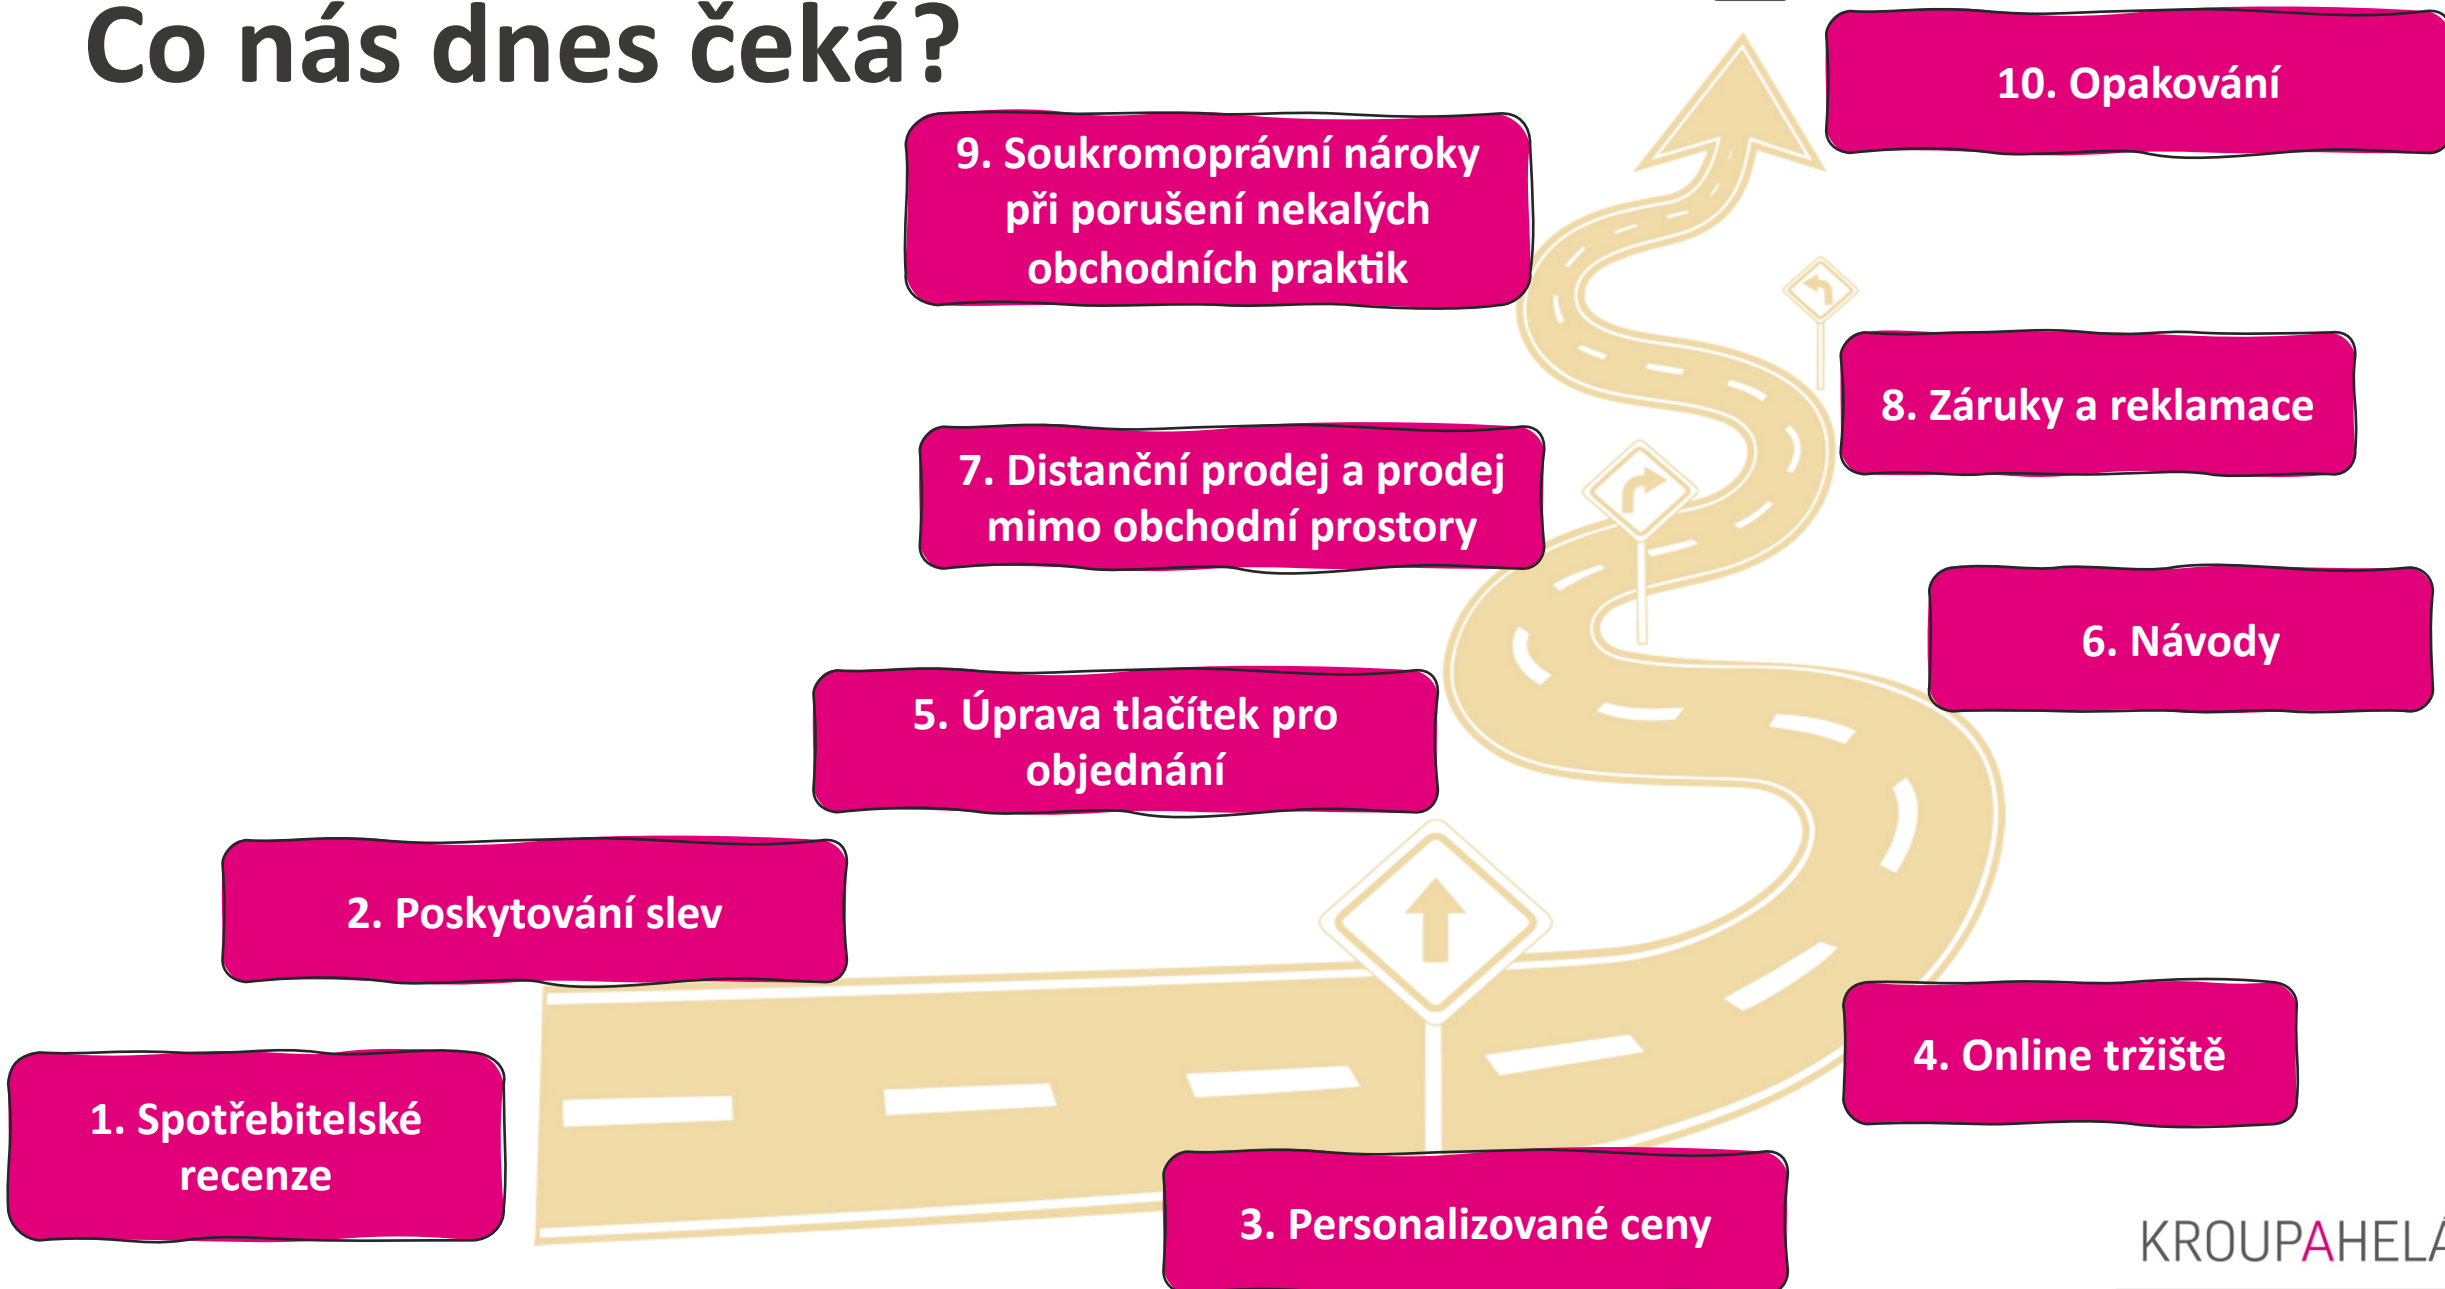 Co nás dnes čeká?
10. Opakování
9. Soukromoprávní nároky
při porušení nekalých
obchodních praktik
8. Záruky a reklamace
7. Distanční prodej a prodej
mimo obchodní prostory
6. Návody
5. Úprava tlačítek pro
objednání
2. Poskytování slev
4. Online tržiště
1. Spotřebitelské
recenze
3. Personalizované ceny
KROUPAHELÁ